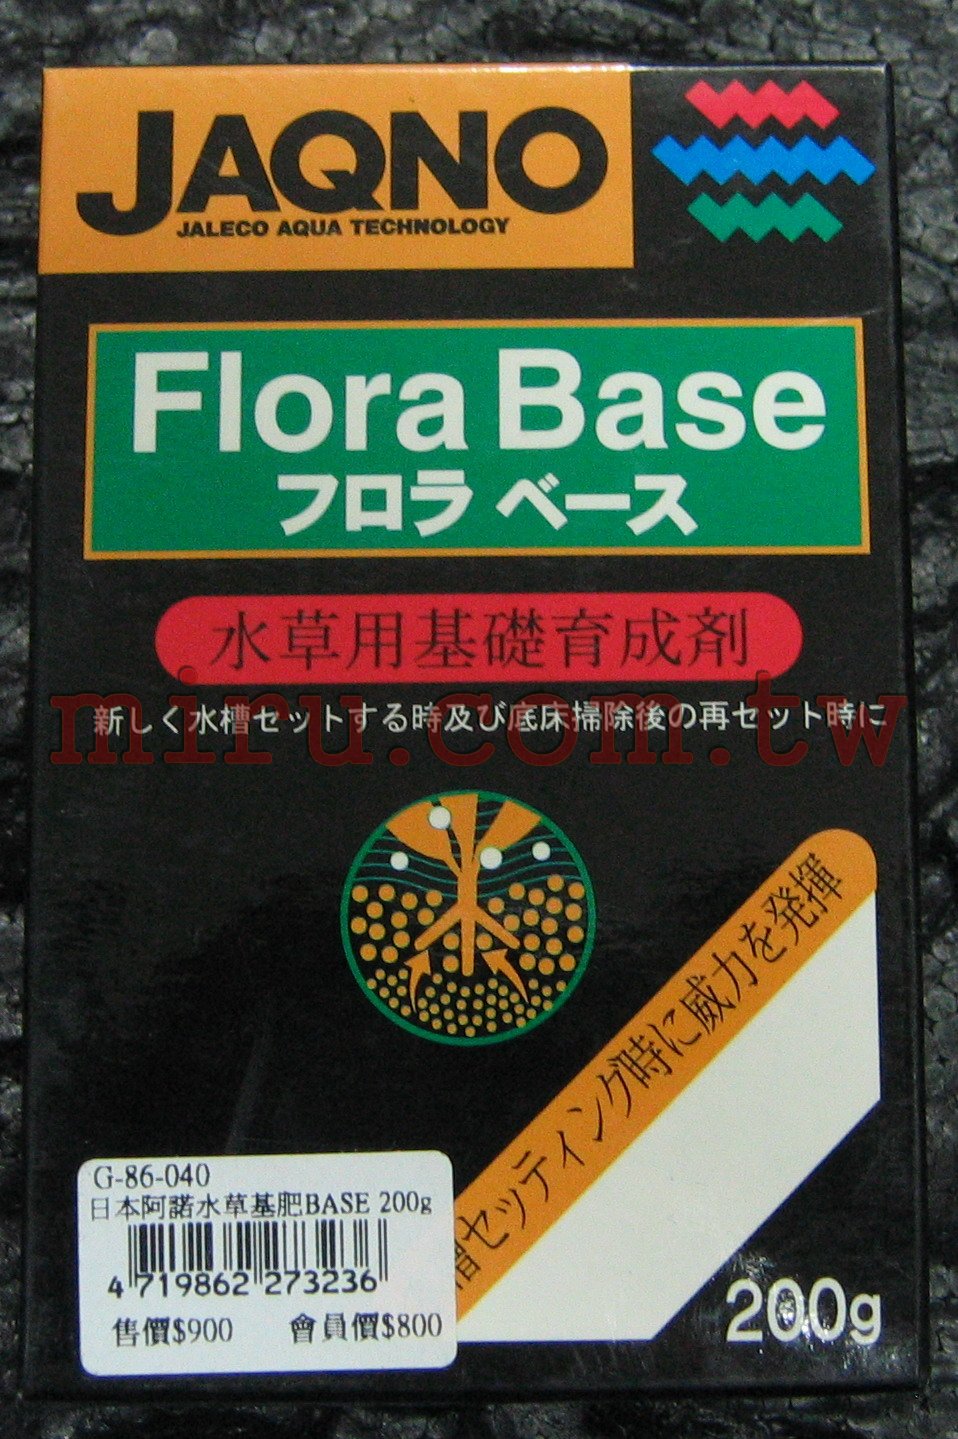 JAQNO
JALECO AQUA TECHNOLOGY
Flora Base
フロラ ベース
水草用基礎育成剤
新しく水槽セットする時及び底床掃除後の再セット時に
miru.com.tw
槽セッティング時に威力を発揮
G-86-040
日本阿諾水草基肥BASE 200g
4 719862 273236
售價$900 會員價$800
200g